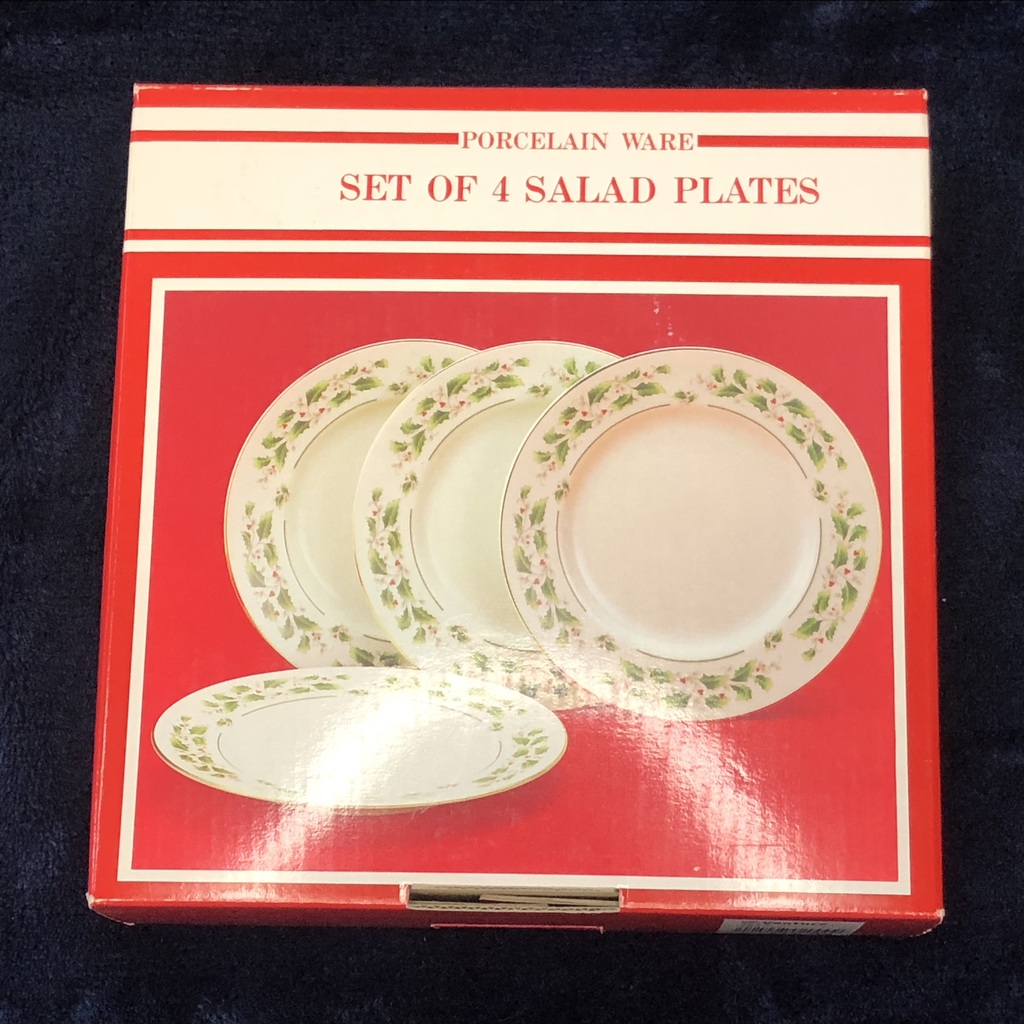 PORCELAIN WARE
SET OF 4 SALAD PLATES